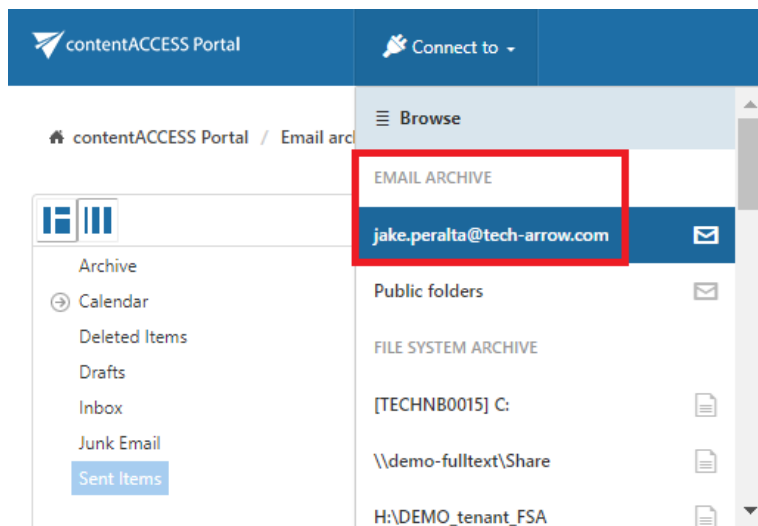 contentACCESS Portal
Connect to
contentACCESS Portal / Email arc
Browse
EMAIL ARCHIVE
jake.peralta@tech-arrow.com
Public folders
FILE SYSTEM ARCHIVE
[TECHNB0015] C:
\\demo-fulltext\Share
H:\DEMO_tenant_FSA
Archive
Calendar
Deleted Items
Drafts
Inbox
Junk Email
Sent Items